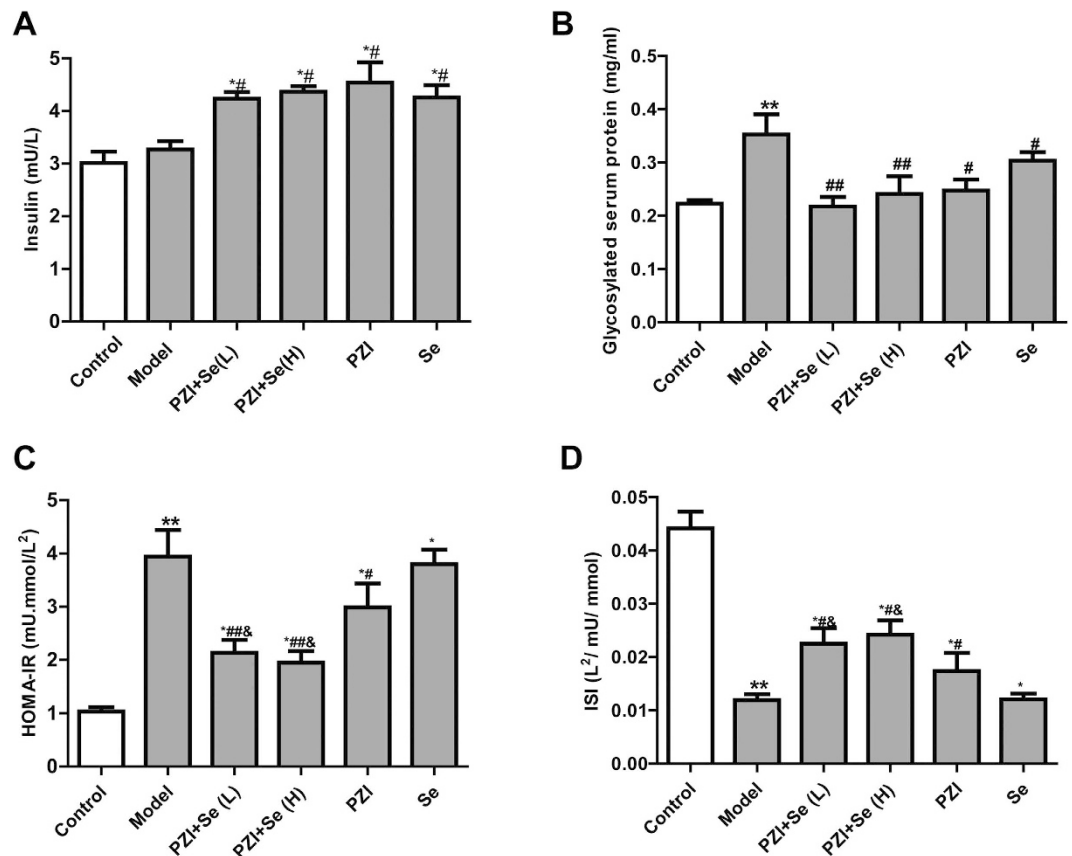 A
Insulin (mU/L)
5
4
3
2
1
0
*#
*#
*#
*#
Control
Model
PZI+Se(L)
PZI+Se(H)
PZI
Se
B
Glycosylated serum protein (mg/ml)
0.5
0.4
0.3
0.2
0.1
0.0
**
##
##
#
#
Control
Model
PZI+Se (L)
PZI+Se (H)
PZI
Se
C
HOMA-IR (mU.mmol/L²)
5
4
3
2
1
0
**
*##&
*##&
*#
*
Control
Model
PZI+Se (L)
PZI+Se (H)
PZI
Se
D
ISI (L²/ mU/ mmol)
0.05
0.04
0.03
0.02
0.01
0.00
**
*#&
*#&
*#
*
Control
Model
PZI+Se (L)
PZI+Se (H)
PZI
Se